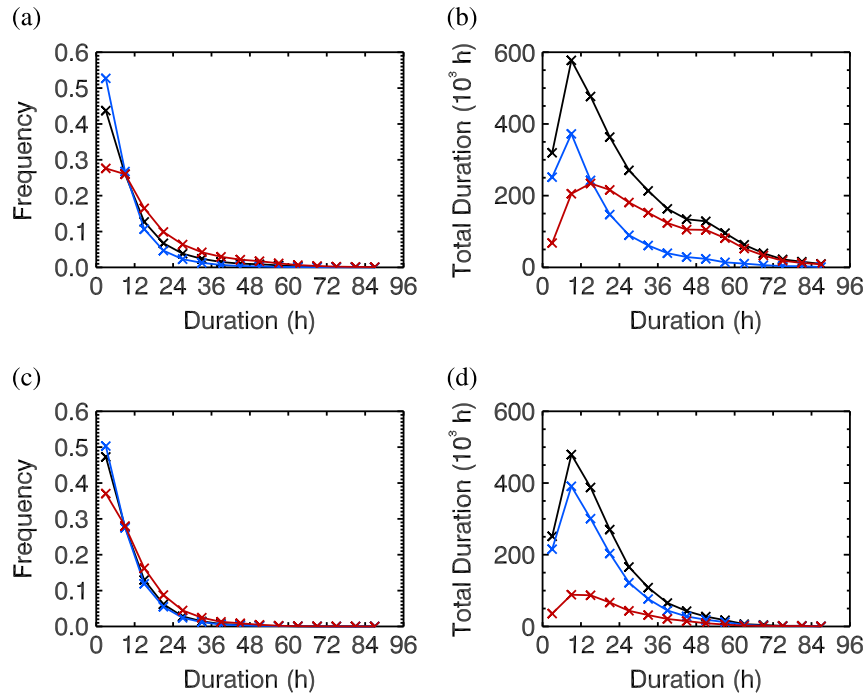 (a)
0.6
0.5
0.4
0.3
0.2
0.1
0.0
Frequency
0 12 24 36 48 60 72 84 96
Duration (h)
(b)
600
400
200
0
Total Duration (10³ h)
0 12 24 36 48 60 72 84 96
Duration (h)
(c)
0.6
0.5
0.4
0.3
0.2
0.1
0.0
Frequency
0 12 24 36 48 60 72 84 96
Duration (h)
(d)
600
400
200
0
Total Duration (10³ h)
0 12 24 36 48 60 72 84 96
Duration (h)